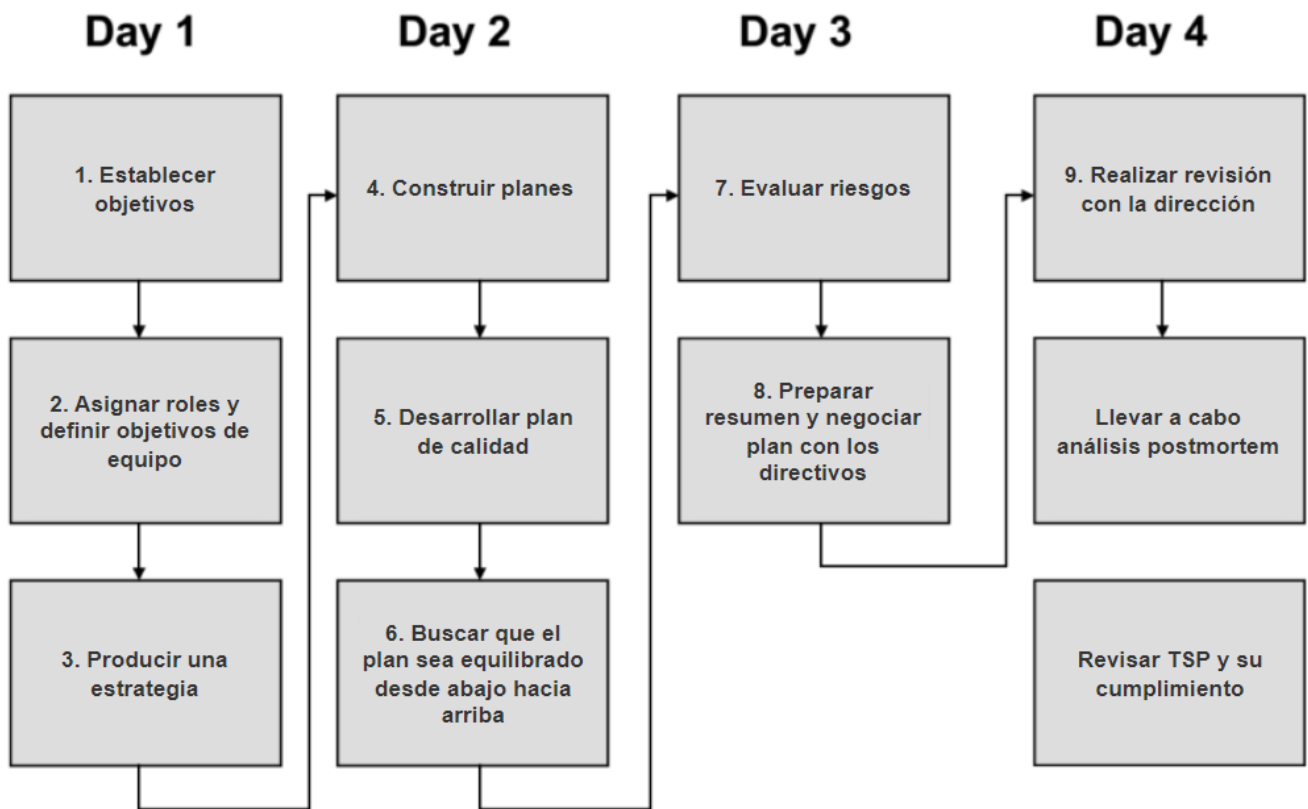 Day 1
Day 2
Day 3
Day 4
1. Establecer
objetivos
2. Asignar roles y
definir objetivos de
equipo
3. Producir una
estrategia
4. Construir planes
5. Desarrollar plan
de calidad
6. Buscar que el
plan sea equilibrado
desde abajo hacia
arriba
7. Evaluar riesgos
8. Preparar
resumen y negociar
plan con los
directivos
9. Realizar revisión
con la dirección
Llevar a cabo
análisis postmortem
Revisar TSP y su
cumplimiento